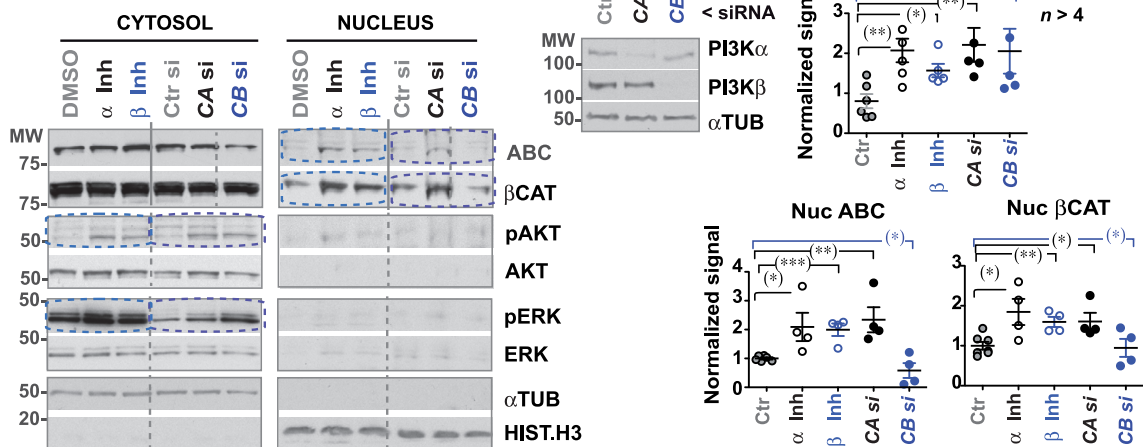 CYTOSOL NUCLEUS
DMSO
α Inh
β Inh
Ctr si
CA si
CB si
DMSO
α Inh
β Inh
Ctr si
CA si
CB si
MW
75
75
50
50
50
50
50
20
ABC
βCAT
pAKT
AKT
pERK
ERK
αTUB
HIST.H3
Ctr
CA
CB
< siRNA
MW
100
100
50
PI3Kα
PI3Kβ
αTUB
Normalized signal
3
2
1
0
(**)
(*)
(**)
n > 4
Ctr
α Inh
β Inh
CA si
CB si
Nuc ABC
Normalized signal
4
3
2
1
0
(*)
(***)
(**)
(*)
Ctr
α Inh
β Inh
CA si
CB si
Nuc βCAT
3
2
1
0
(*)
(**)
(*)
(*)
Ctr
α Inh
β Inh
CA si
CB si